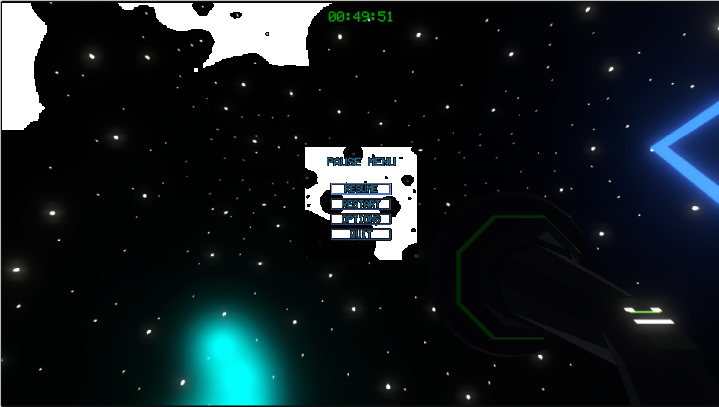 00:49:51
PAUSE MENU
RESUME
RESTART
OPTIONS
QUIT